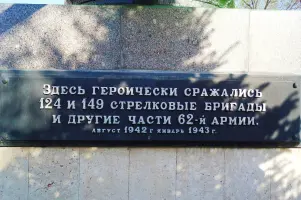 Здесь героически сражались
124 и 149 стрелковые бригады
и другие части 62-й армии.
Август 1942 г январь 1943 г.